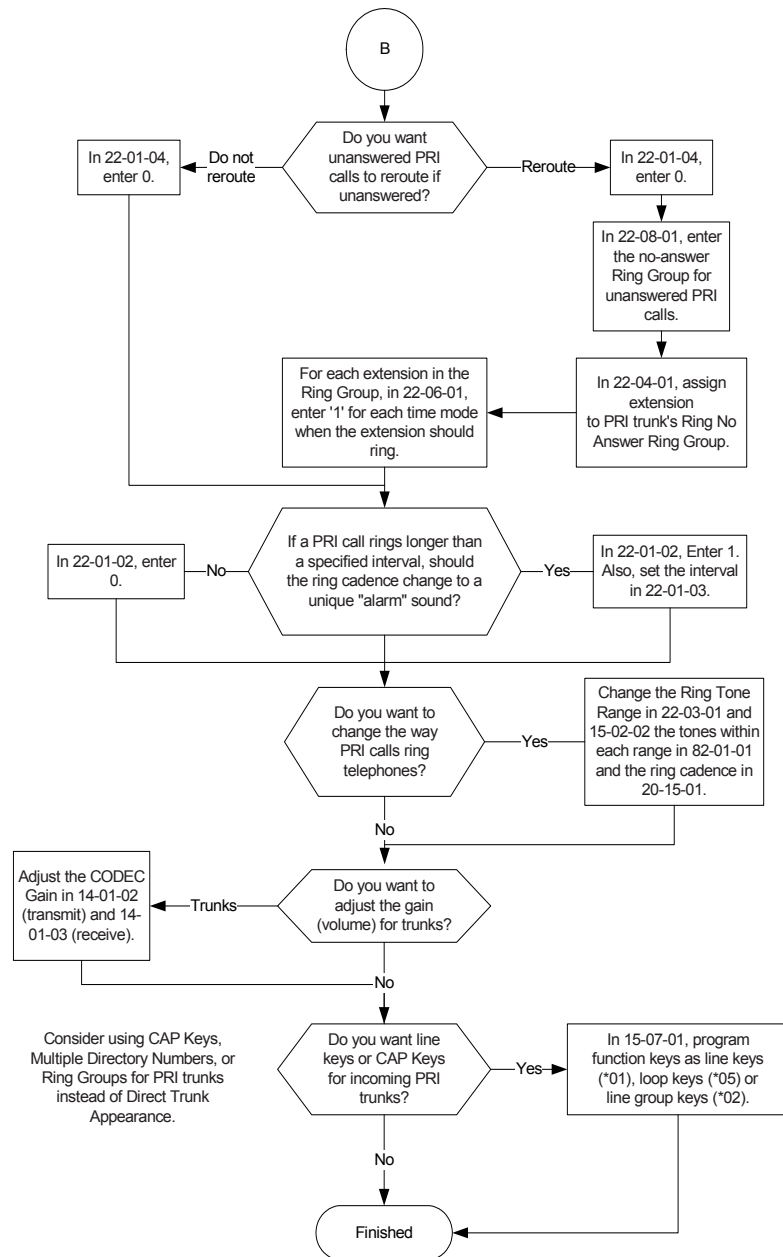 B
Do you want
unanswered PRI
calls to reroute if
unanswered?
Do not
reroute
In 22-01-04,
enter 0.
Reroute
In 22-01-04,
enter 0.
In 22-08-01, enter
the no-answer
Ring Group for
unanswered PRI
calls.
In 22-04-01, assign
extension
to PRI trunk's Ring No
Answer Ring Group.
For each extension in the
Ring Group, in 22-06-01,
enter '1' for each time mode
when the extension should
ring.
If a PRI call rings longer than
a specified interval, should
the ring cadence change to a
unique "alarm" sound?
No
In 22-01-02, enter
0.
Yes
In 22-01-02, Enter 1.
Also, set the interval
in 22-01-03.
Do you want to
change the way
PRI calls ring
telephones?
Yes
Change the Ring Tone
Range in 22-03-01 and
15-02-02 the tones within
each range in 82-01-01
and the ring cadence in
20-15-01.
No
Do you want to
adjust the gain
(volume) for trunks?
Trunks
Adjust the CODEC
Gain in 14-01-02
(transmit) and 14-
01-03 (receive).
No
Consider using CAP Keys,
Multiple Directory Numbers, or
Ring Groups for PRI trunks
instead of Direct Trunk
Appearance.
Do you want line
keys or CAP Keys
for incoming PRI
trunks?
Yes
In 15-07-01, program
function keys as line keys
(*01), loop keys (*05) or
line group keys (*02).
No
Finished